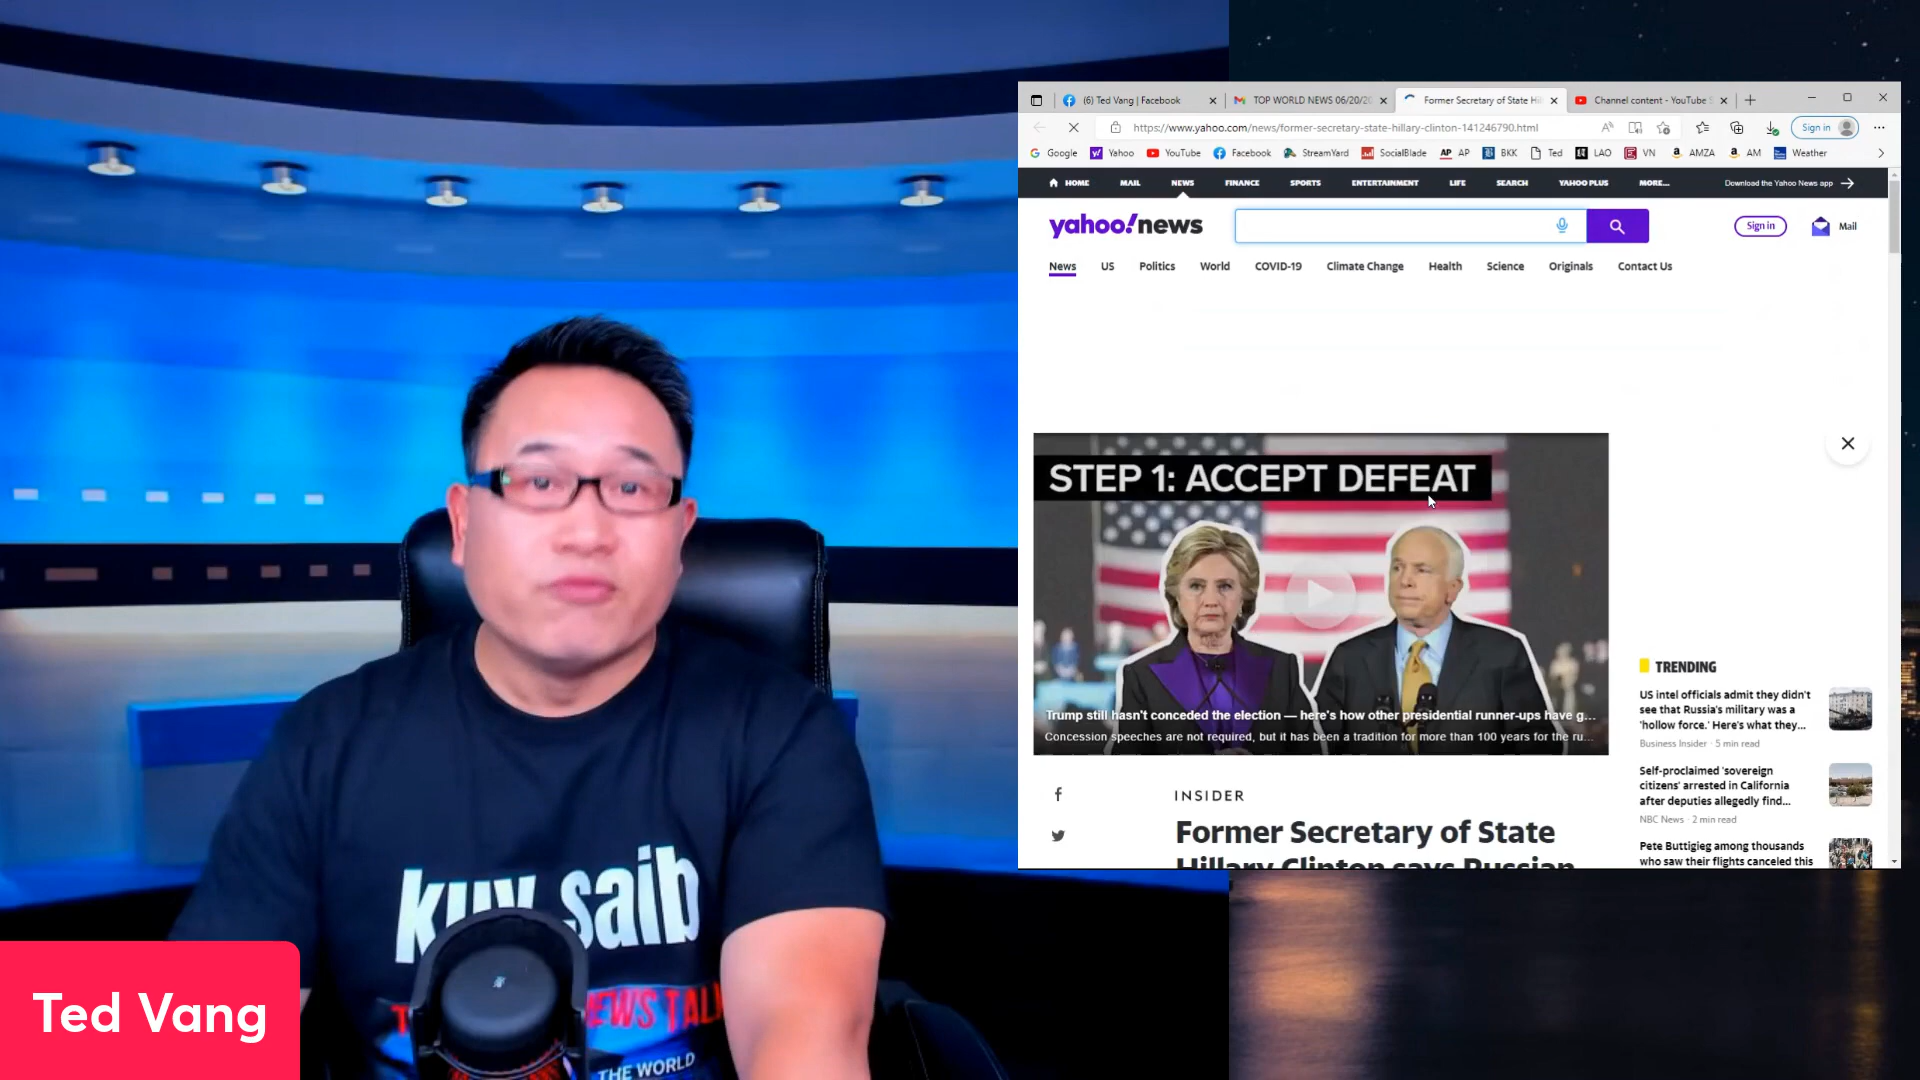 (6) Ted Vang | Facebook
TOP WORLD NEWS 06/20/20
Former Secretary of State Hi
Channel content - YouTube S
https://www.yahoo.com/news/former-secretary-state-hillary-clinton-141246790.html
Sign in
Google
Yahoo
YouTube
Facebook
StreamYard
SocialBlade
AP AP
BKK
Ted
LAO
VN
AMZA
AM
Weather
HOME
MAIL
NEWS
FINANCE
SPORTS
ENTERTAINMENT
LIFE
SEARCH
YAHOO PLUS
MORE...
Download the Yahoo News app
yahoo!news
Sign in
Mail
News
US
Politics
World
COVID-19
Climate Change
Health
Science
Originals
Contact Us
STEP 1: ACCEPT DEFEAT
Trump still hasn't conceded the election — here's how other presidential runner-ups have g...
Concession speeches are not required, but it has been a tradition for more than 100 years for the ru...
INSIDER
Former Secretary of State
Hillary Clinton says Russian
TRENDING
US intel officials admit they didn't
see that Russia's military was a
'hollow force.' Here's what they...
Business Insider · 5 min read
Self-proclaimed 'sovereign
citizens' arrested in California
after deputies allegedly find...
NBC News · 2 min read
Pete Buttigieg among thousands
who saw their flights canceled this
kuv saib
T
EWS TAL
THE WORLD
Ted Vang